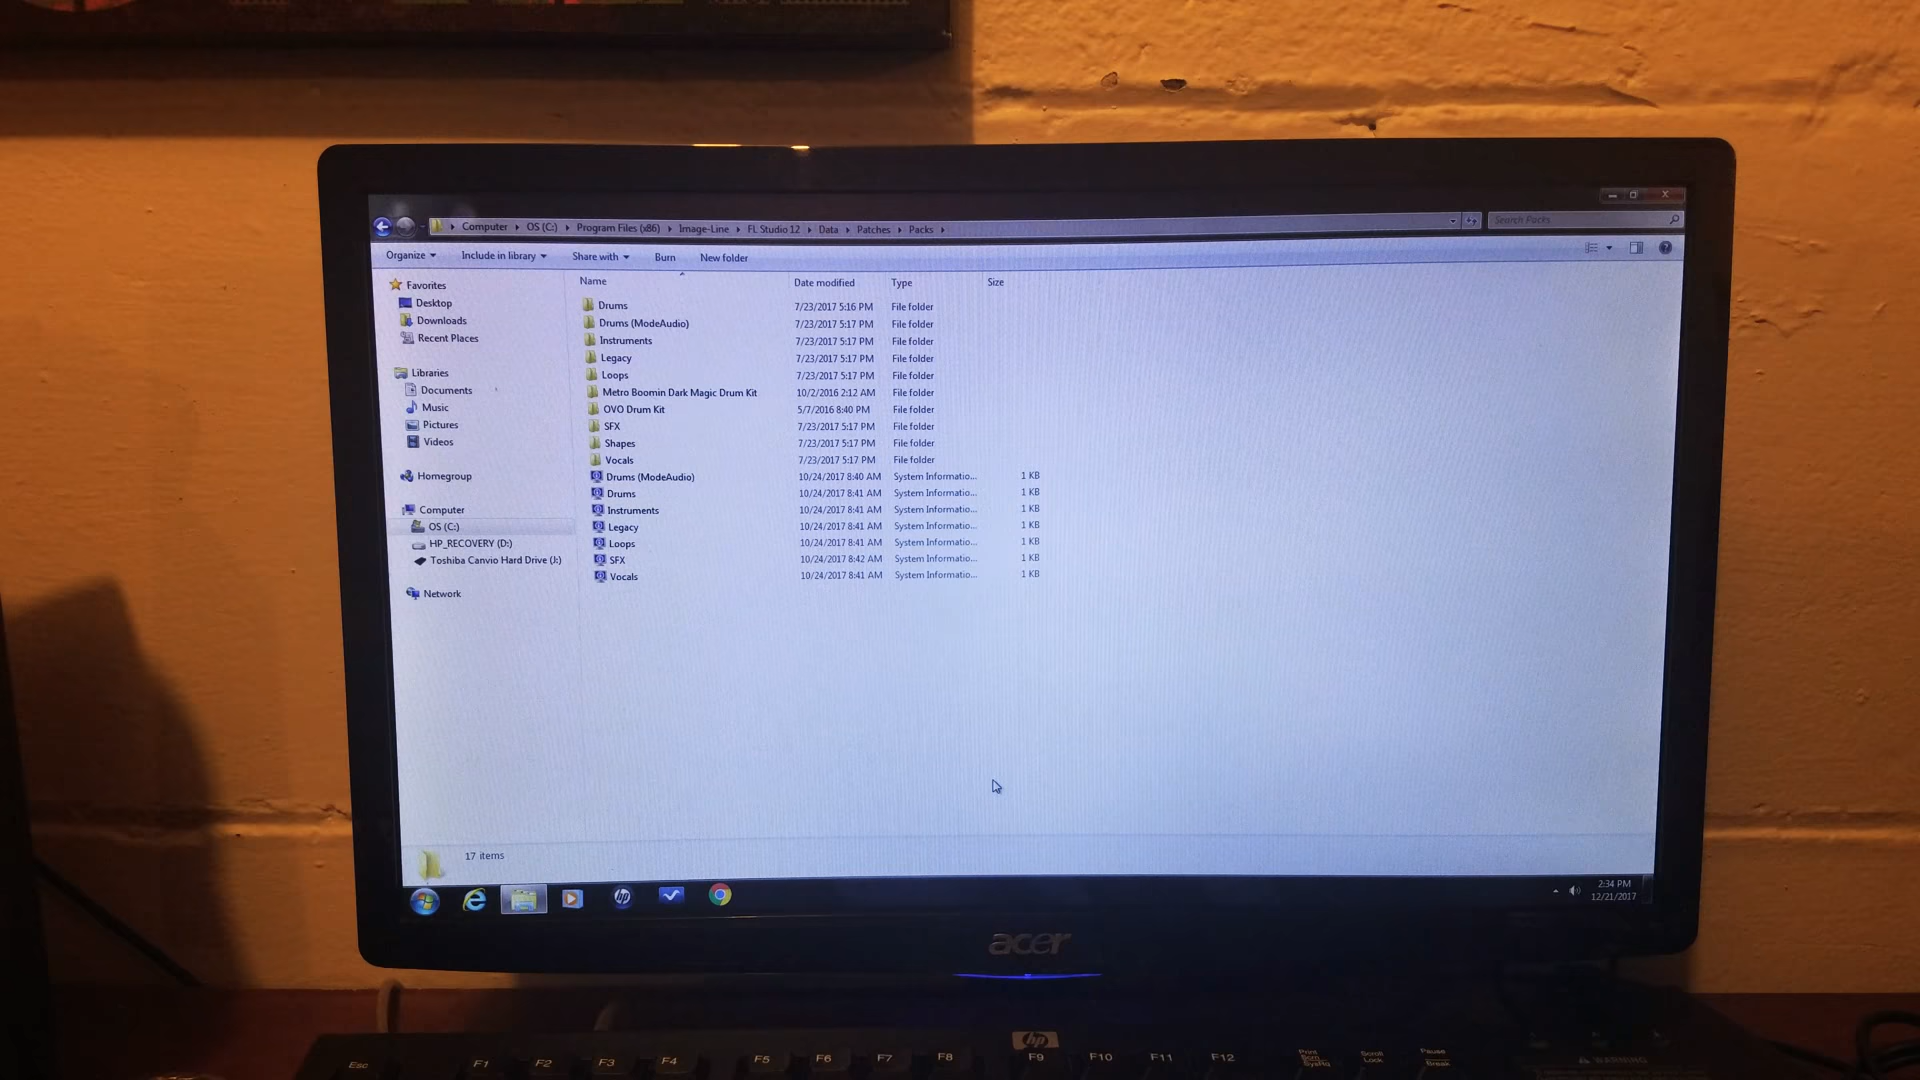 Computer OS (C:) Program Files (x86) Image-Line FL Studio 12 Data Patches Packs
Search Packs
Organize Include in library Share with Burn New folder
Name Date modified Type Size
Favorites
Desktop
Downloads
Recent Places
Libraries
Documents
Music
Pictures
Videos
Homegroup
Computer
OS (C:)
HP_RECOVERY (D:)
Toshiba Canvio Hard Drive (J:)
Network
Drums 7/23/2017 5:16 PM File folder
Drums (ModeAudio) 7/23/2017 5:17 PM File folder
Instruments 7/23/2017 5:17 PM File folder
Legacy 7/23/2017 5:17 PM File folder
Loops 7/23/2017 5:17 PM File folder
Metro Boomin Dark Magic Drum Kit 10/2/2016 2:12 AM File folder
OVO Drum Kit 5/7/2016 8:40 PM File folder
SFX 7/23/2017 5:17 PM File folder
Shapes 7/23/2017 5:17 PM File folder
Vocals 7/23/2017 5:17 PM File folder
Drums (ModeAudio) 10/24/2017 8:40 AM System Informatio... 1 KB
Drums 10/24/2017 8:41 AM System Informatio... 1 KB
Instruments 10/24/2017 8:41 AM System Informatio... 1 KB
Legacy 10/24/2017 8:41 AM System Informatio... 1 KB
Loops 10/24/2017 8:41 AM System Informatio... 1 KB
SFX 10/24/2017 8:42 AM System Informatio... 1 KB
Vocals 10/24/2017 8:41 AM System Informatio... 1 KB
17 items
hp
2:34 PM
12/21/2017
acer
hp
Esc F1 F2 F3 F4 F5 F6 F7 F8 F9 F10 F11 F12
Print
Scrn
SysRq
Scroll
Lock
Pause
Break
WARNING